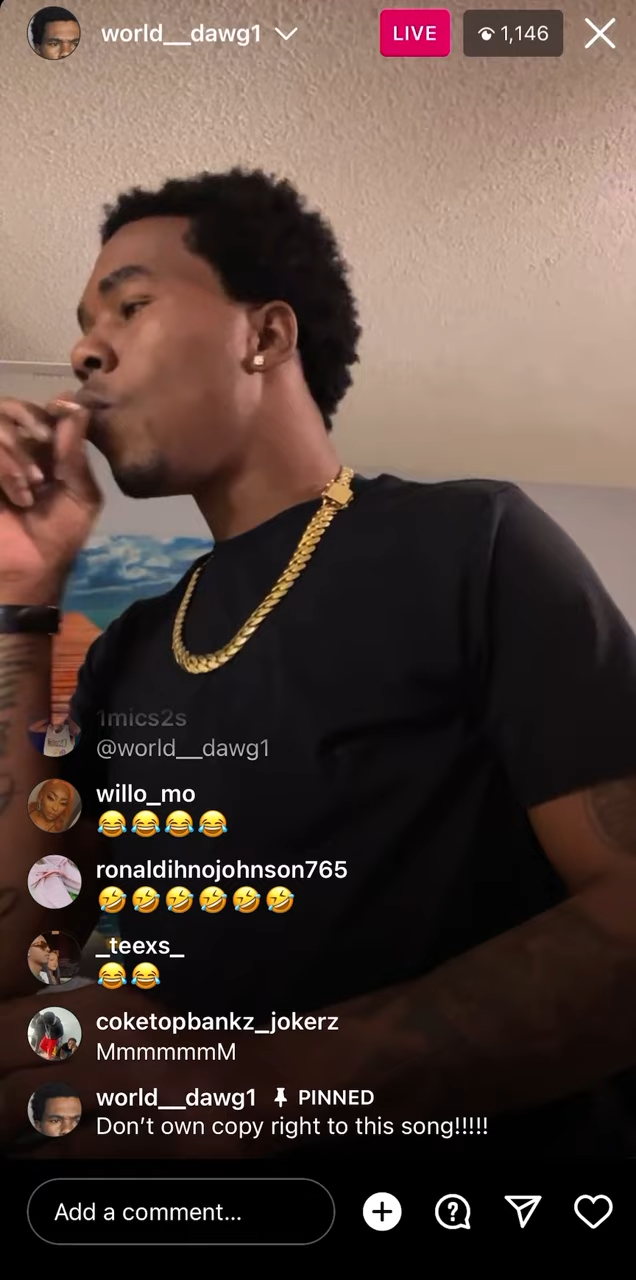 world__dawg1
LIVE
1,146
1mics2s
@world__dawg1
willo_mo
😂😂😂😂
ronaldihnojohnson765
🤣🤣🤣🤣🤣🤣
_teexs_
😂😂
coketopbankz_jokerz
MmmmmmM
world__dawg1 PINNED
Don’t own copy right to this song!!!!!
Add a comment...